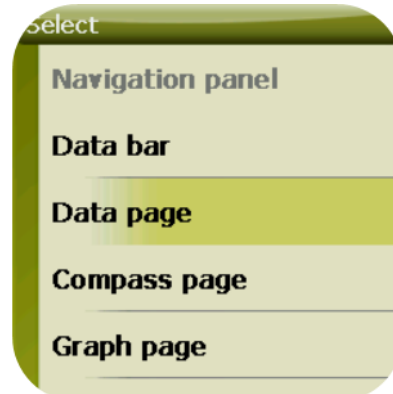 Select
Navigation panel
Data bar
Data page
Compass page
Graph page